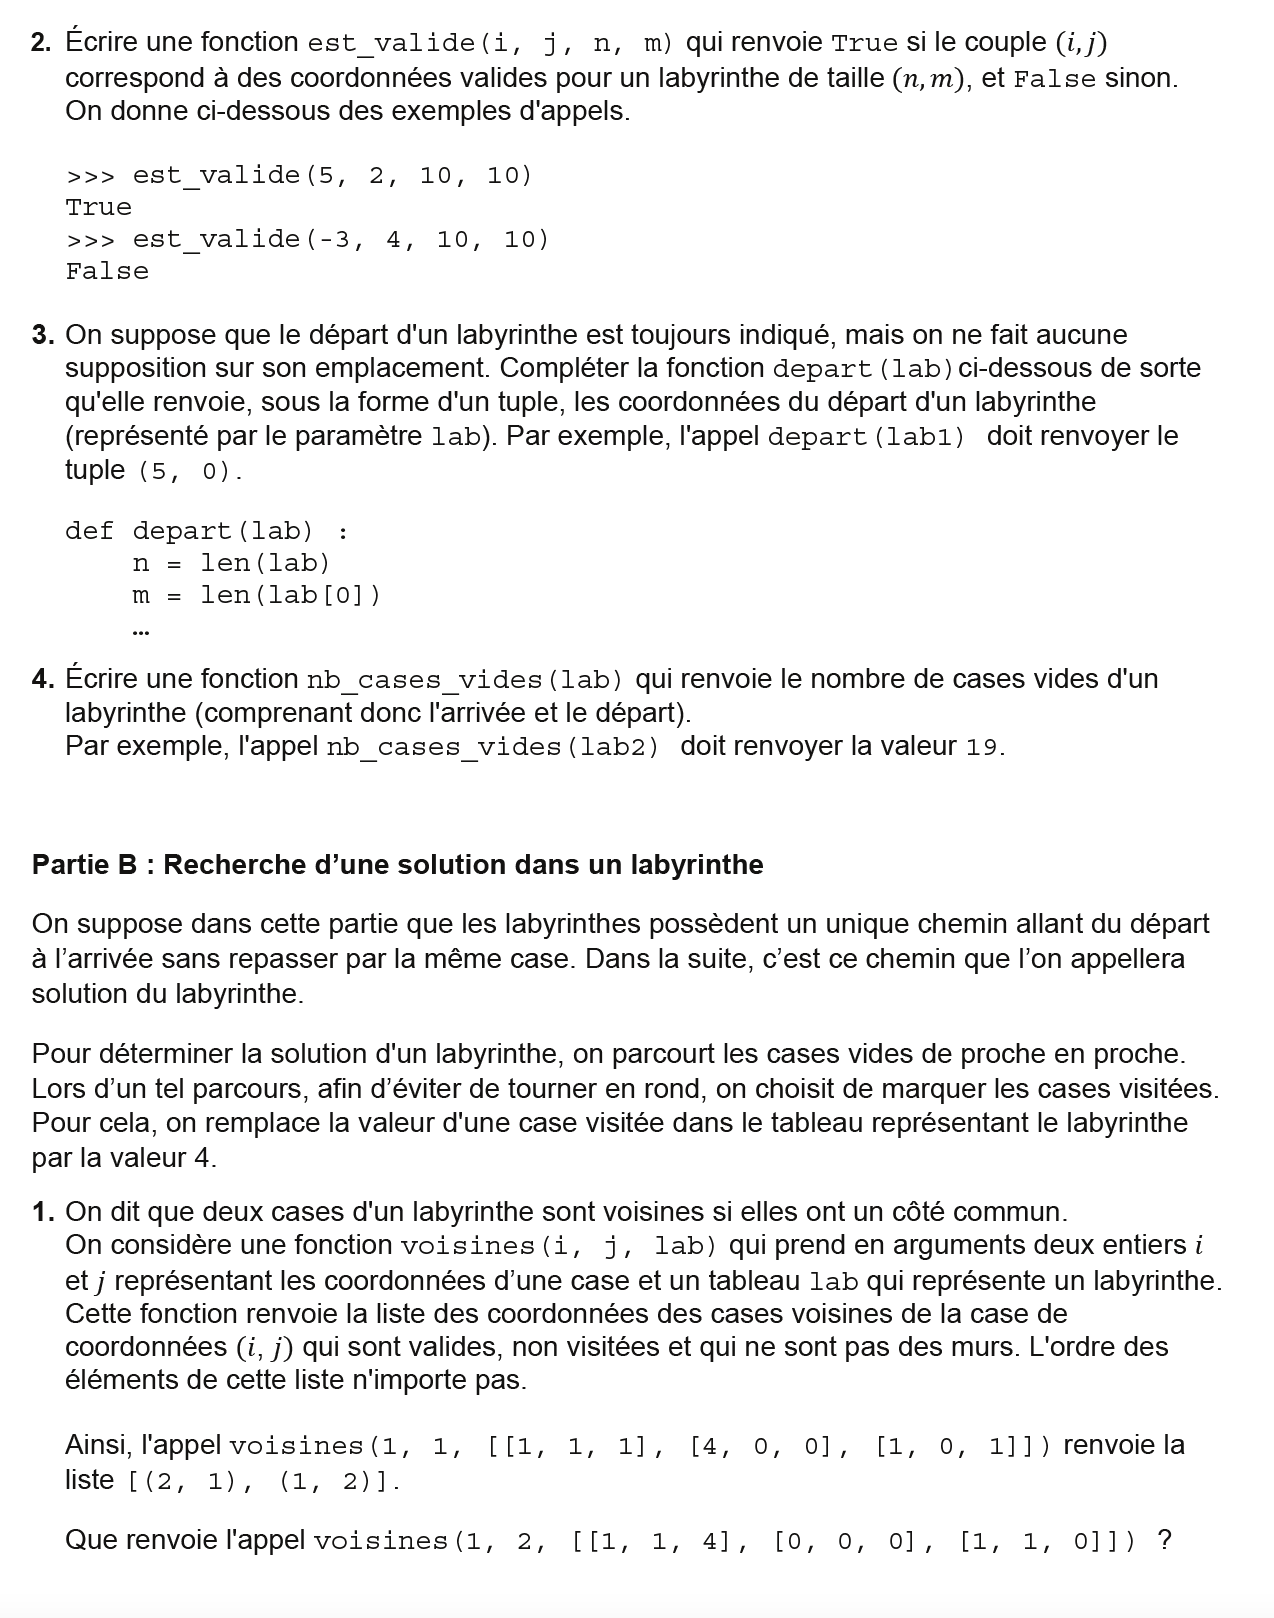 2. Écrire une fonction est_valide(i, j, n, m) qui renvoie True si le couple (i, j)
correspond à des coordonnées valides pour un labyrinthe de taille (n, m), et False sinon.
On donne ci-dessous des exemples d'appels.
>>> est_valide(5, 2, 10, 10)
True
>>> est_valide(-3, 4, 10, 10)
False
3. On suppose que le départ d'un labyrinthe est toujours indiqué, mais on ne fait aucune
supposition sur son emplacement. Compléter la fonction depart(lab)ci-dessous de sorte
qu'elle renvoie, sous la forme d'un tuple, les coordonnées du départ d'un labyrinthe
(représenté par le paramètre lab). Par exemple, l'appel depart(lab1) doit renvoyer le
tuple (5, 0).
def depart(lab) :
    n = len(lab)
    m = len(lab[0])
    …
4. Écrire une fonction nb_cases_vides(lab) qui renvoie le nombre de cases vides d'un
labyrinthe (comprenant donc l'arrivée et le départ).
Par exemple, l'appel nb_cases_vides(lab2) doit renvoyer la valeur 19.
Partie B : Recherche d’une solution dans un labyrinthe
On suppose dans cette partie que les labyrinthes possèdent un unique chemin allant du départ
à l’arrivée sans repasser par la même case. Dans la suite, c’est ce chemin que l’on appellera
solution du labyrinthe.
Pour déterminer la solution d'un labyrinthe, on parcourt les cases vides de proche en proche.
Lors d’un tel parcours, afin d’éviter de tourner en rond, on choisit de marquer les cases visitées.
Pour cela, on remplace la valeur d'une case visitée dans le tableau représentant le labyrinthe
par la valeur 4.
1. On dit que deux cases d'un labyrinthe sont voisines si elles ont un côté commun.
On considère une fonction voisines(i, j, lab) qui prend en arguments deux entiers i
et j représentant les coordonnées d’une case et un tableau lab qui représente un labyrinthe.
Cette fonction renvoie la liste des coordonnées des cases voisines de la case de
coordonnées (i, j) qui sont valides, non visitées et qui ne sont pas des murs. L'ordre des
éléments de cette liste n'importe pas.
Ainsi, l'appel voisines(1, 1, [[1, 1, 1], [4, 0, 0], [1, 0, 1]]) renvoie la
liste [(2, 1), (1, 2)].
Que renvoie l'appel voisines(1, 2, [[1, 1, 4], [0, 0, 0], [1, 1, 0]]) ?